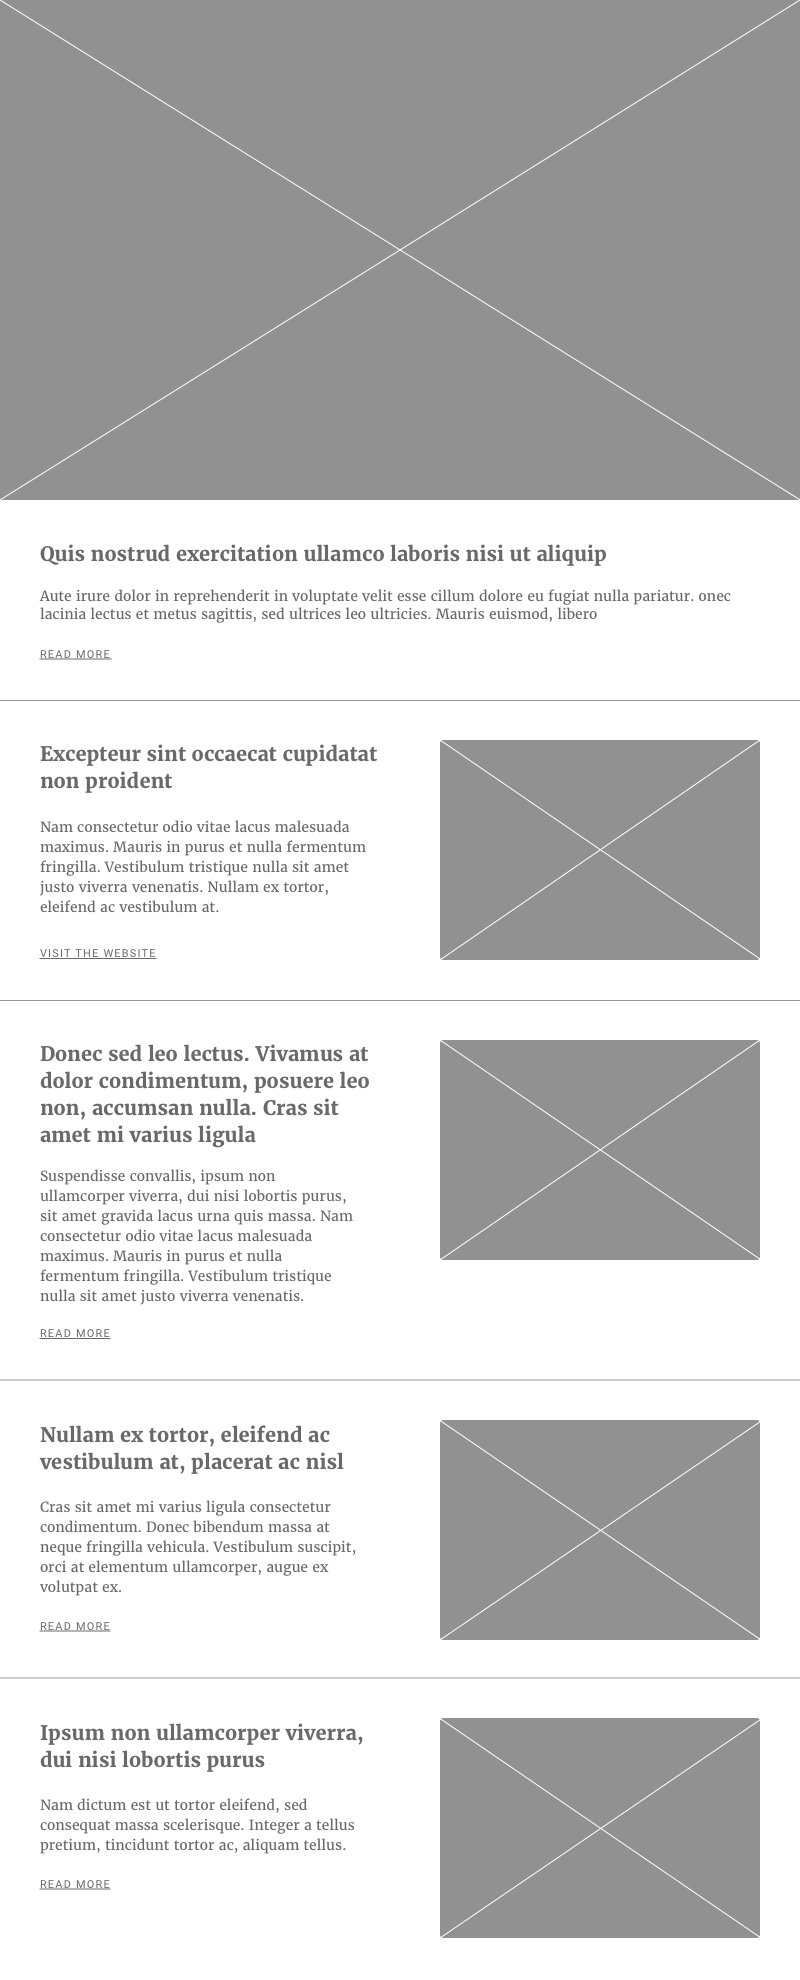 Quis nostrud exercitation ullamco laboris nisi ut aliquip
Aute irure dolor in reprehenderit in voluptate velit esse cillum dolore eu fugiat nulla pariatur. onec
lacinia lectus et metus sagittis, sed ultrices leo ultricies. Mauris euismod, libero
READ MORE
Excepteur sint occaecat cupidatat
non proident
Nam consectetur odio vitae lacus malesuada
maximus. Mauris in purus et nulla fermentum
fringilla. Vestibulum tristique nulla sit amet
justo viverra venenatis. Nullam ex tortor,
eleifend ac vestibulum at.
VISIT THE WEBSITE
Donec sed leo lectus. Vivamus at
dolor condimentum, posuere leo
non, accumsan nulla. Cras sit
amet mi varius ligula
Suspendisse convallis, ipsum non
ullamcorper viverra, dui nisi lobortis purus,
sit amet gravida lacus urna quis massa. Nam
consectetur odio vitae lacus malesuada
maximus. Mauris in purus et nulla
fermentum fringilla. Vestibulum tristique
nulla sit amet justo viverra venenatis.
READ MORE
Nullam ex tortor, eleifend ac
vestibulum at, placerat ac nisl
Cras sit amet mi varius ligula consectetur
condimentum. Donec bibendum massa at
neque fringilla vehicula. Vestibulum suscipit,
orci at elementum ullamcorper, augue ex
volutpat ex.
READ MORE
Ipsum non ullamcorper viverra,
dui nisi lobortis purus
Nam dictum est ut tortor eleifend, sed
consequat massa scelerisque. Integer a tellus
pretium, tincidunt tortor ac, aliquam tellus.
READ MORE